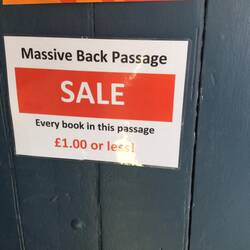 Massive Back Passage
SALE
Every book in this passage
£1.00 or less!